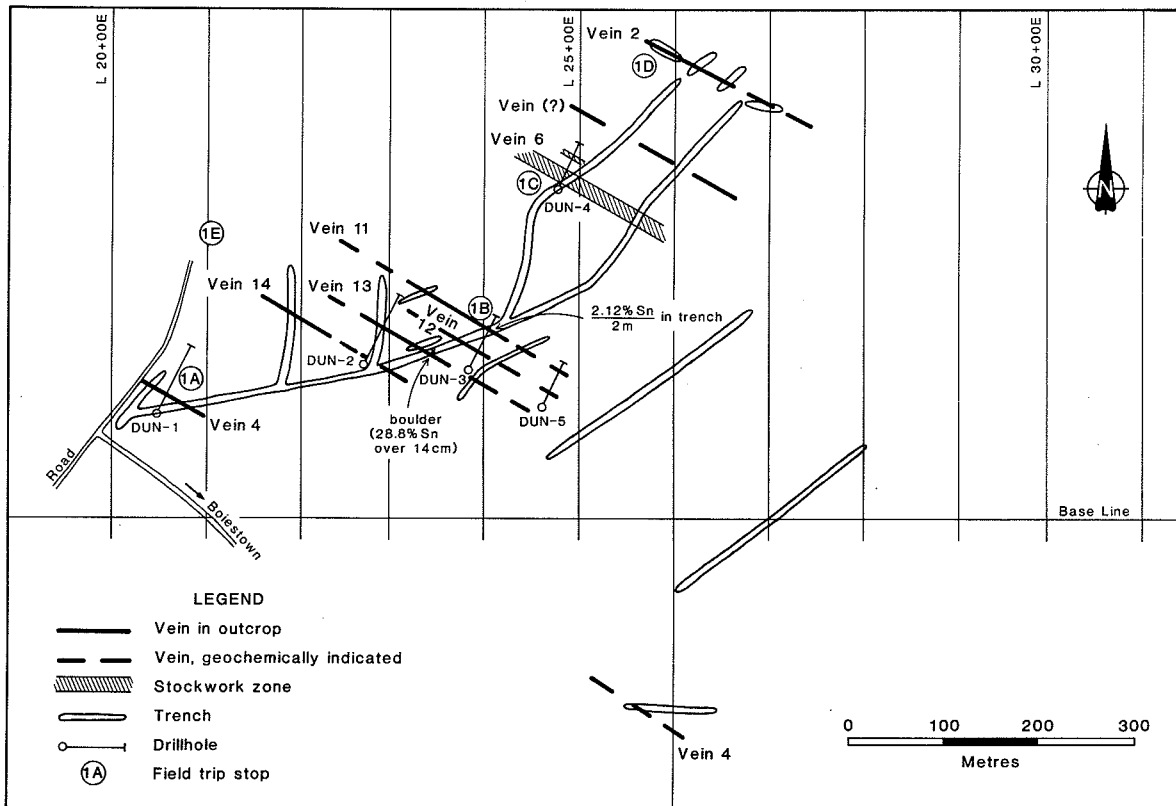 L 20+00E
L 25+00E
L 30+00E
Vein 2
1D
Vein (?)
Vein 6
1C
DUN-4
N
1E
Vein 11
Vein 14
Vein 13
1B
Vein
12
2.12% Sn
2m
in trench
DUN-2
DUN-3
DUN-5
1A
DUN-1
Vein 4
boulder
(28.8% Sn
over 14cm)
Road
Boiestown
Base Line
LEGEND
Vein in outcrop
Vein, geochemically indicated
Stockwork zone
Trench
Drillhole
1A
Field trip stop
Vein 4
0 100 200 300
Metres